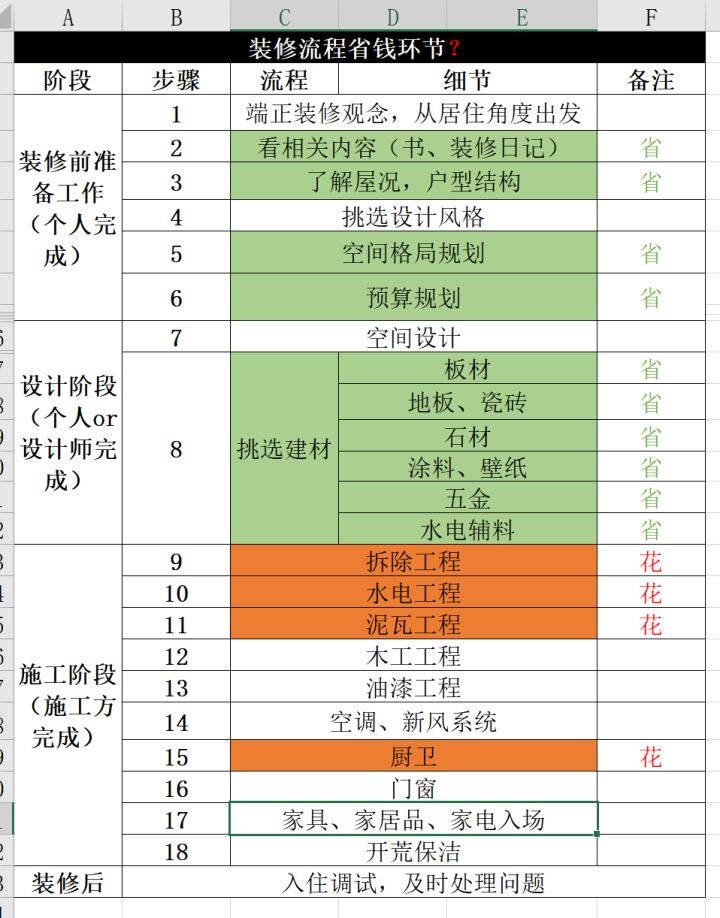 A B C D E F
装修流程省钱环节?
阶段 步骤 流程 细节 备注
装修前准
备工作
（个人完
成）
1 端正装修观念，从居住角度出发
2 看相关内容（书、装修日记） 省
3 了解屋况，户型结构 省
4 挑选设计风格
5 空间格局规划 省
6 预算规划 省
设计阶段
（个人or
设计师完
成）
7 空间设计
8 挑选建材
板材 省
地板、瓷砖 省
石材 省
涂料、壁纸 省
五金 省
水电辅料 省
施工阶段
（施工方
完成）
9 拆除工程 花
10 水电工程 花
11 泥瓦工程 花
12 木工工程
13 油漆工程
14 空调、新风系统
15 厨卫 花
16 门窗
17 家具、家居品、家电入场
18 开荒保洁
装修后 入住调试，及时处理问题